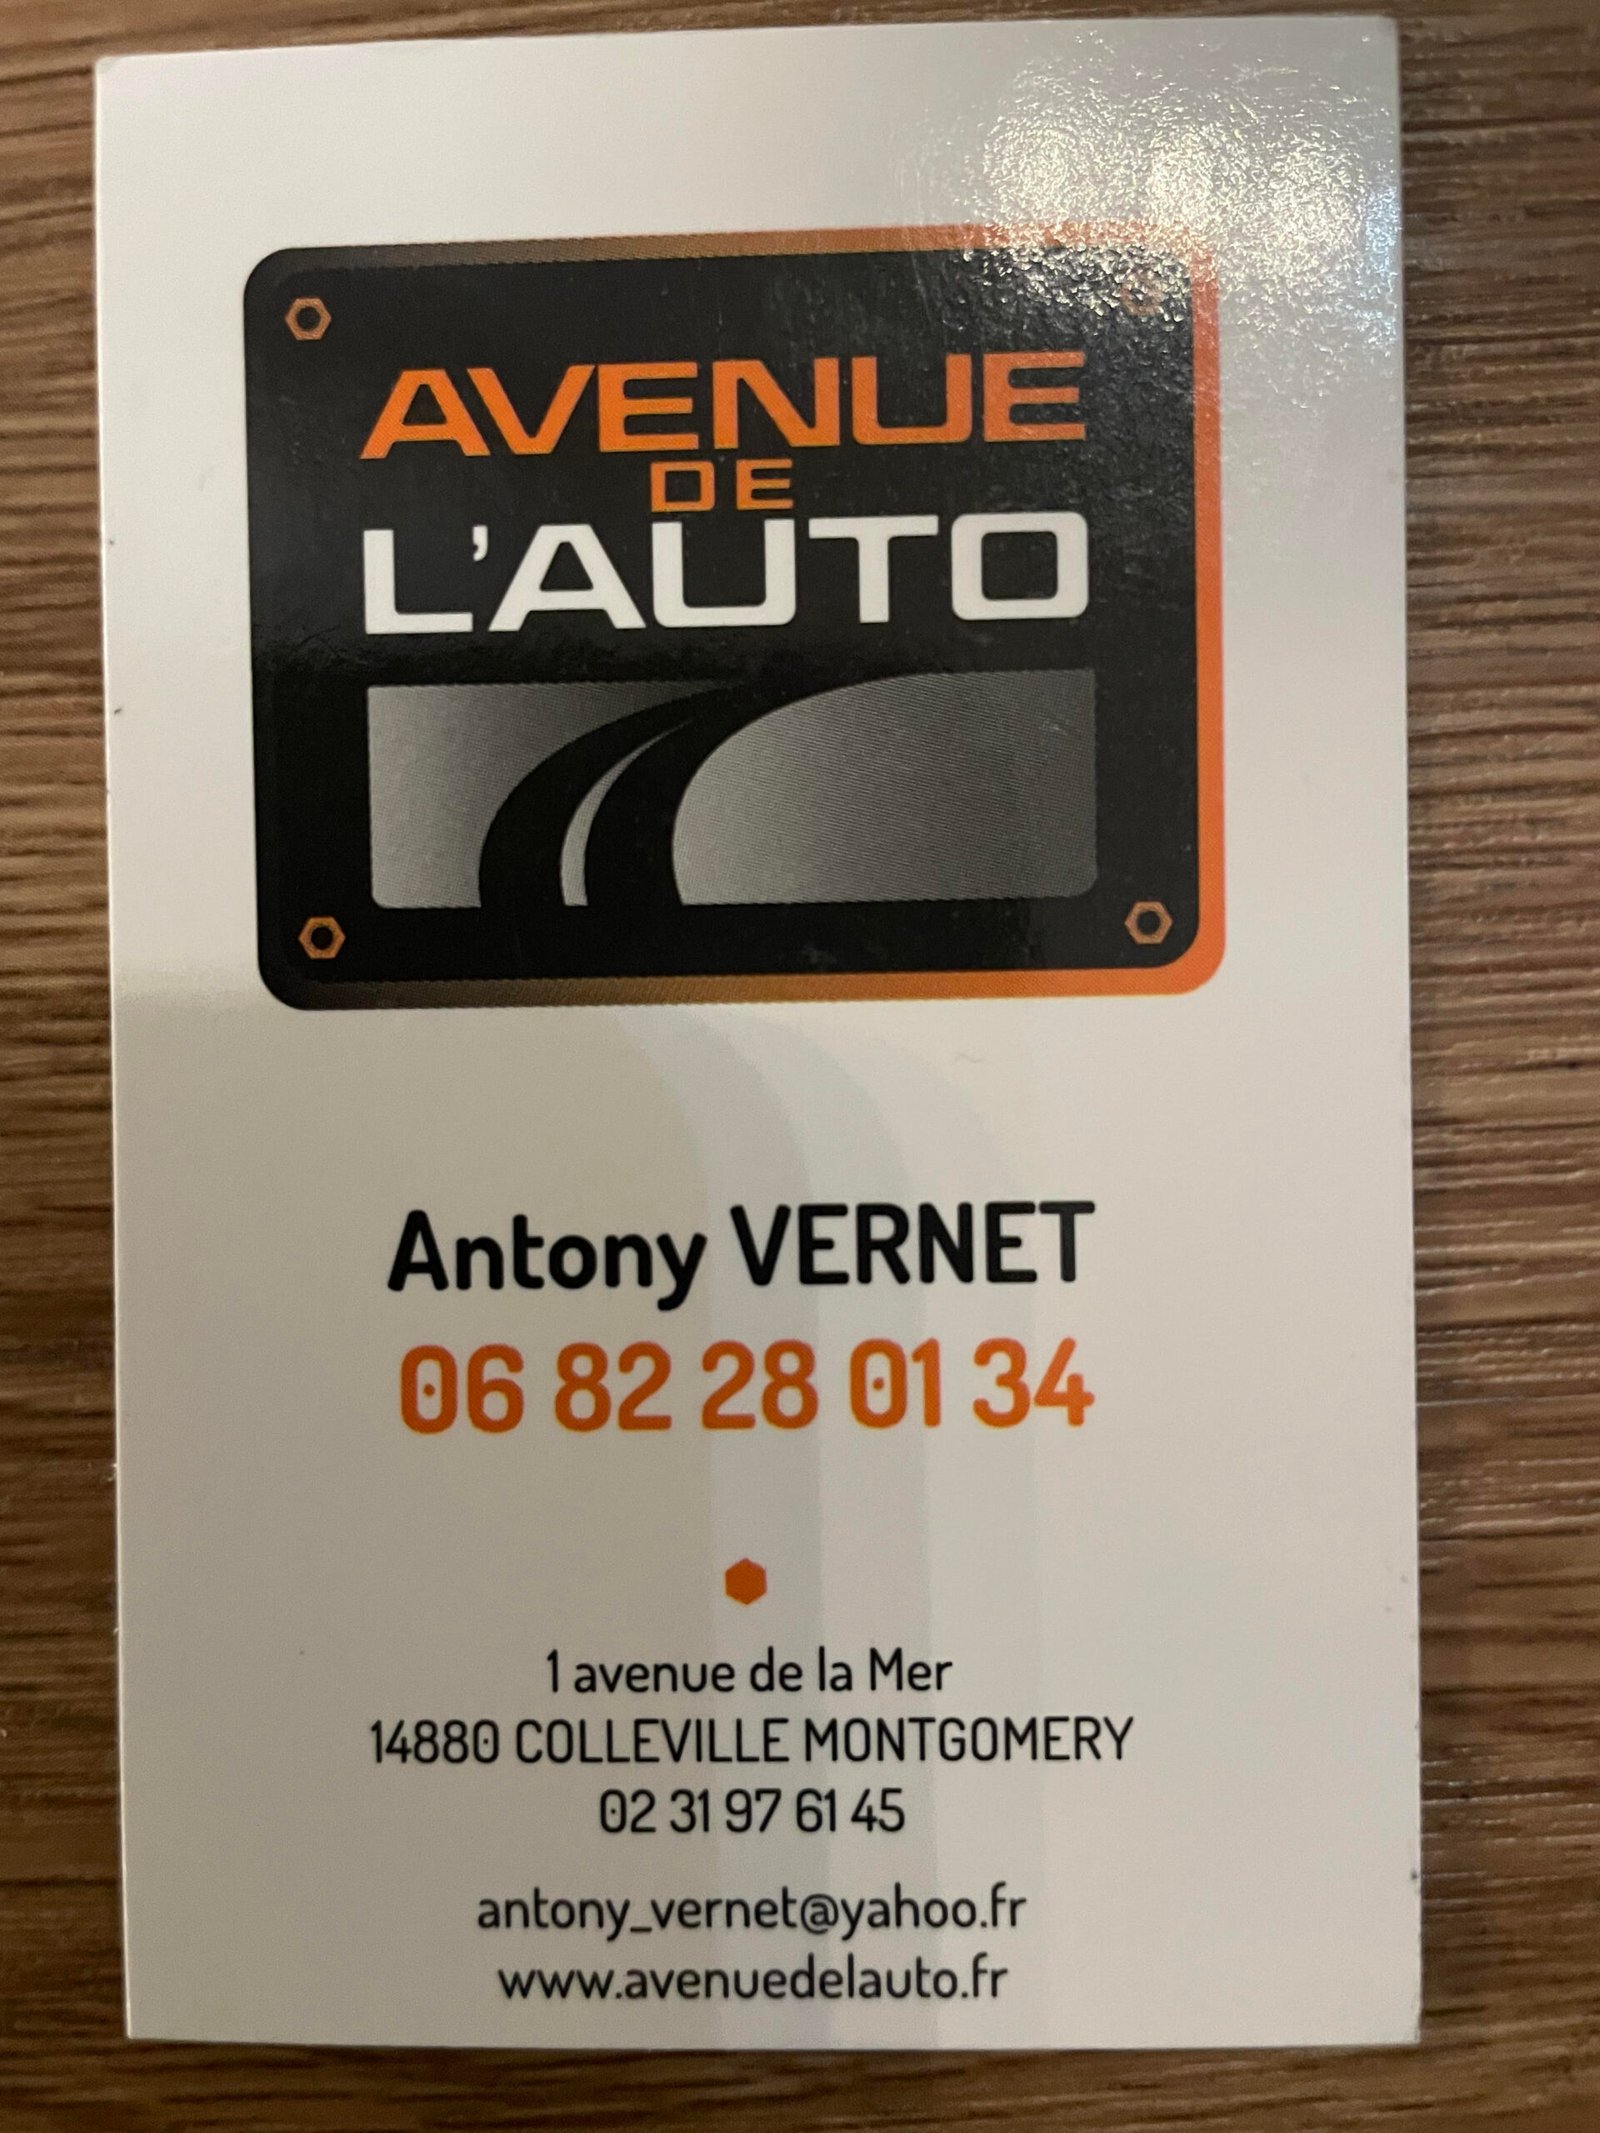 AVENUE
DE
L'AUTO
Antony VERNET
06 82 28 01 34
1 avenue de la Mer
14880 COLLEVILLE MONTGOMERY
02 31 97 61 45
antony_vernet@yahoo.fr
www.avenuedelauto.fr